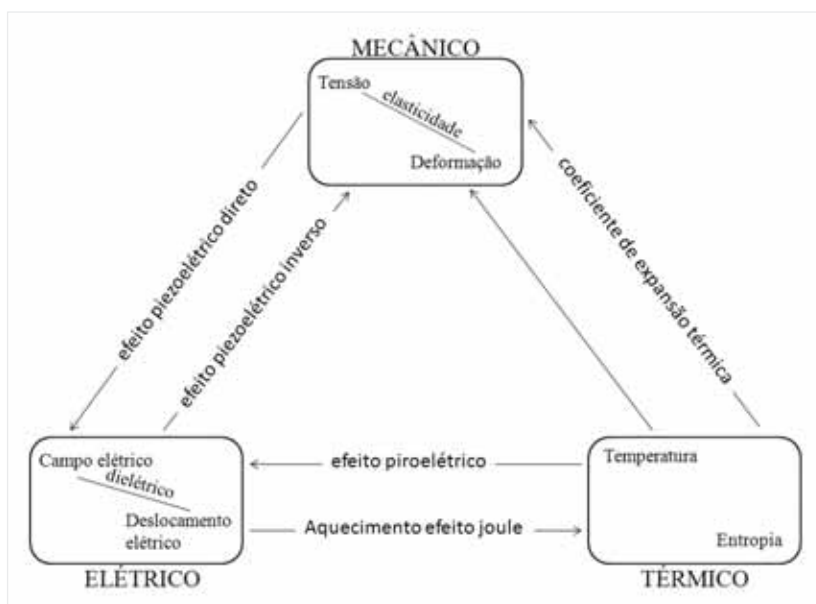 MECÂNICO
Tensão
elasticidade
Deformação
efeito piezoelétrico direto
efeito piezoelétrico inverso
coeficiente de expansão térmica
Campo elétrico
dielétrico
Deslocamento
elétrico
ELÉTRICO
efeito piroelétrico
Aquecimento efeito joule
Temperatura
Entropia
TÉRMICO